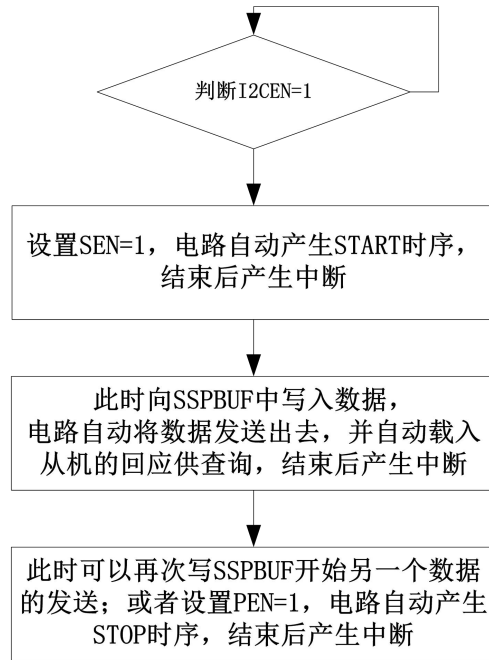 判断I2CEN=1
设置SEN=1，电路自动产生START时序，
结束后产生中断
此时向SSPBUF中写入数据，
电路自动将数据发送出去，并自动载入
从机的回应供查询，结束后产生中断
此时可以再次写SSPBUF开始另一个数据
的发送；或者设置PEN=1，电路自动产生
STOP时序，结束后产生中断